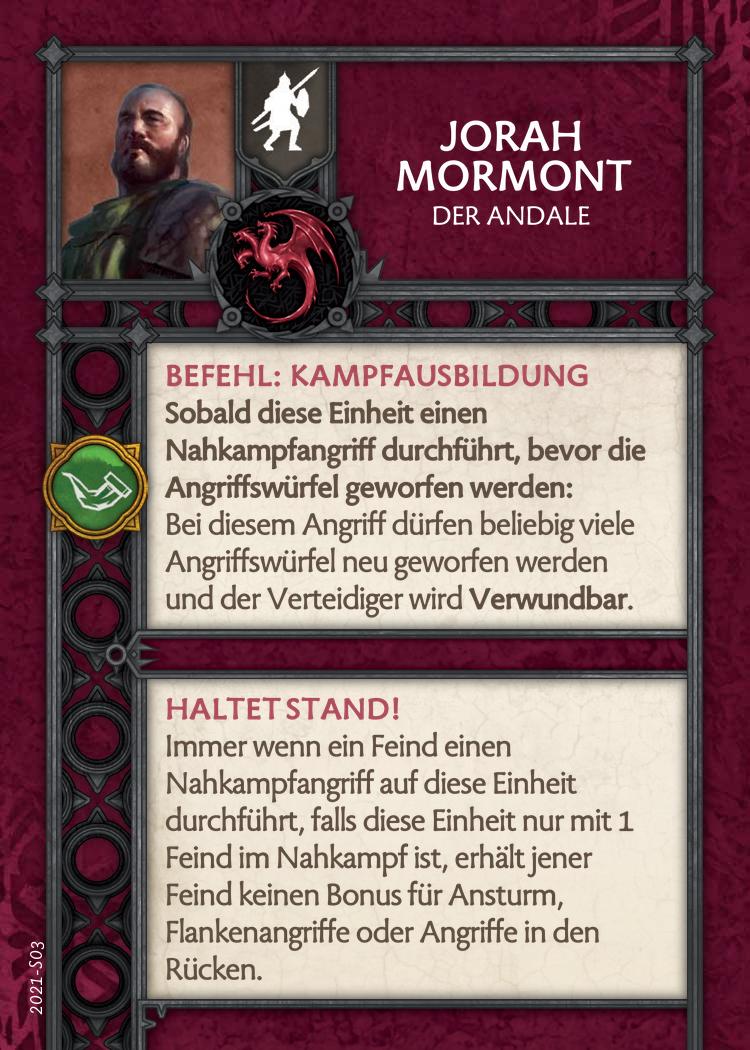 JORAH
MORMONT
DER ANDALE
BEFEHL: KAMPFAUSBILDUNG
Sobald diese Einheit einen
Nahkampfangriff durchführt, bevor die
Angriffswürfel geworfen werden:
Bei diesem Angriff dürfen beliebig viele
Angriffswürfel neu geworfen werden
und der Verteidiger wird Verwundbar.
HALTET STAND!
Immer wenn ein Feind einen
Nahkampfangriff auf diese Einheit
durchführt, falls diese Einheit nur mit 1
Feind im Nahkampf ist, erhält jener
Feind keinen Bonus für Ansturm,
Flankenangriffe oder Angriffe in den
Rücken.
2021-S03